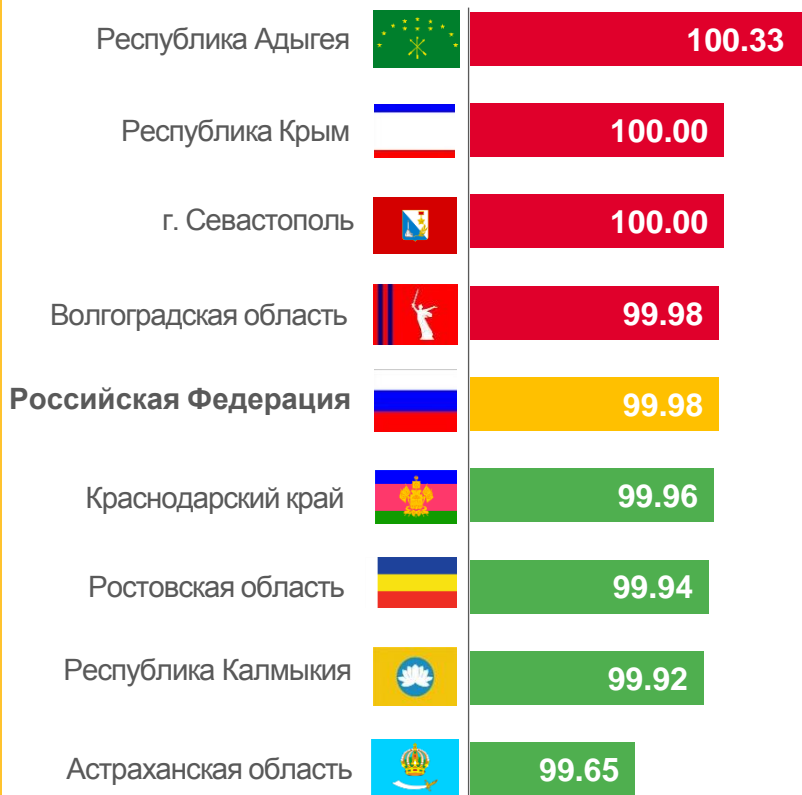 Республика Адыгея 100.33
Республика Крым 100.00
г. Севастополь 100.00
Волгоградская область 99.98
Российская Федерация 99.98
Краснодарский край 99.96
Ростовская область 99.94
Республика Калмыкия 99.92
Астраханская область 99.65